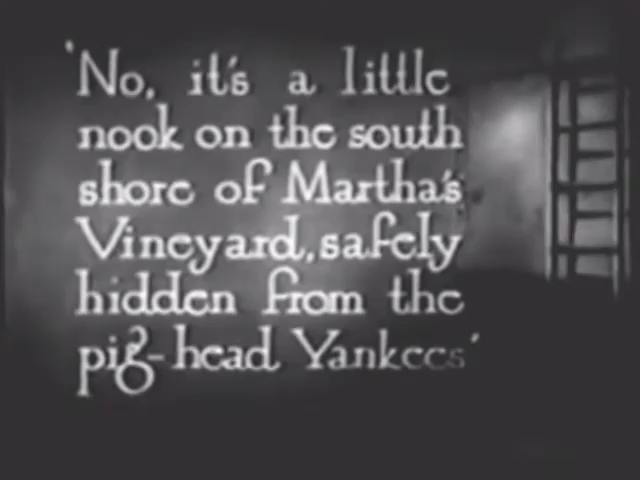 'No, it's a little
nook on the south
shore of Martha's
Vineyard, safely
hidden from the
pig-head Yankees'